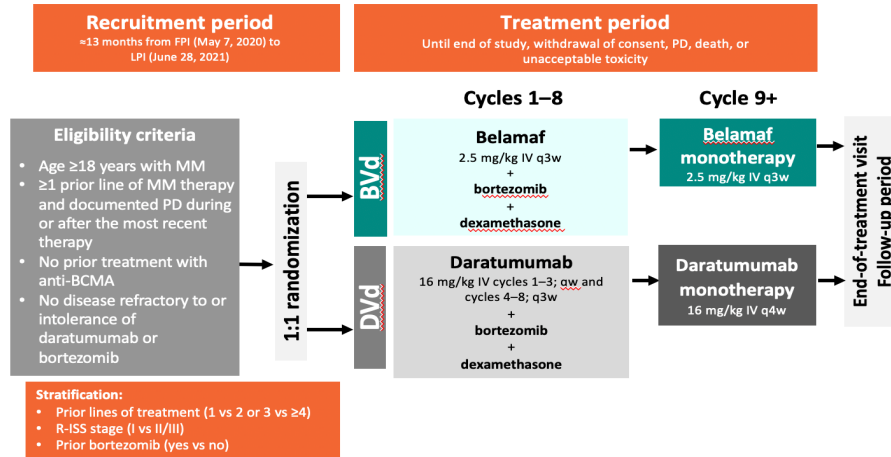 Recruitment period
≈13 months from FPI (May 7, 2020) to
LPI (June 28, 2021)
Treatment period
Until end of study, withdrawal of consent, PD, death, or
unacceptable toxicity
Cycles 1–8
Cycle 9+
Eligibility criteria
• Age ≥18 years with MM
• ≥1 prior line of MM therapy
and documented PD during
or after the most recent
therapy
• No prior treatment with
anti-BCMA
• No disease refractory to or
intolerance of
daratumumab or
bortezomib
1:1 randomization
BVd
Belamaf
2.5 mg/kg IV q3w
+
bortezomib
+
dexamethasone
Belamaf
monotherapy
2.5 mg/kg IV q3w
DVd
Daratumumab
16 mg/kg IV cycles 1–3; qw and
cycles 4–8; q3w
+
bortezomib
+
dexamethasone
Daratumumab
monotherapy
16 mg/kg IV q4w
End-of-treatment visit
Follow-up period
Stratification:
• Prior lines of treatment (1 vs 2 or 3 vs ≥4)
• R-ISS stage (I vs II/III)
• Prior bortezomib (yes vs no)